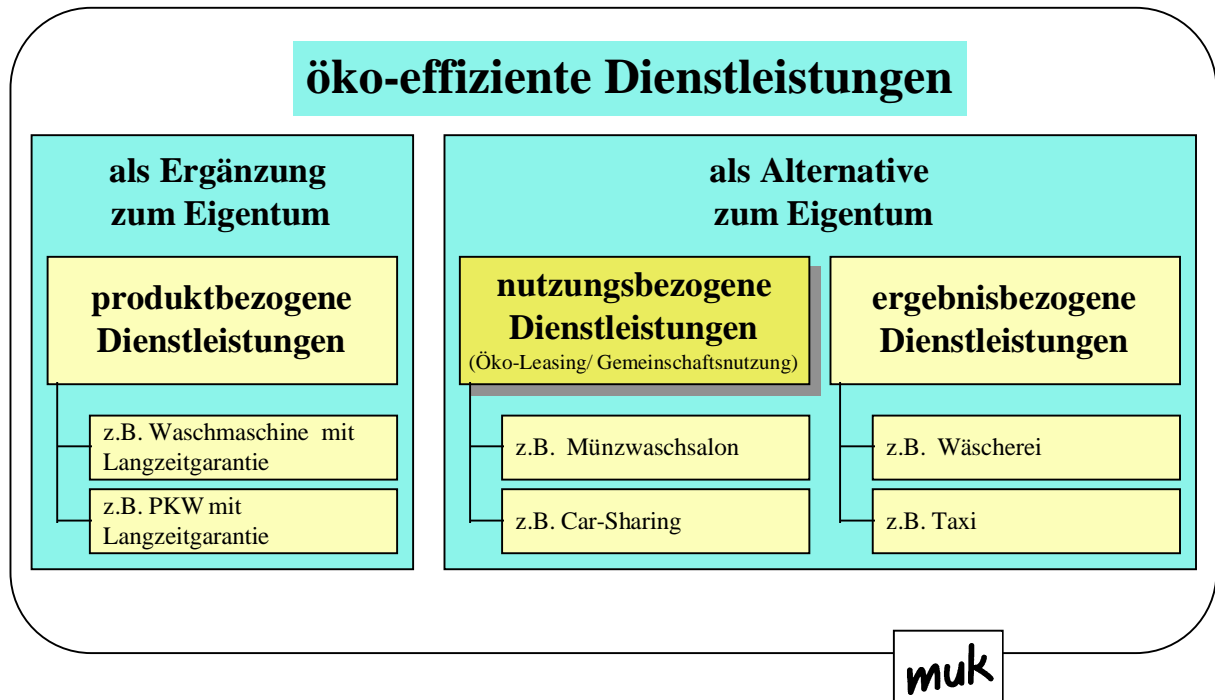 öko-effiziente Dienstleistungen
als Ergänzung
zum Eigentum
produktbezogene
Dienstleistungen
z.B. Waschmaschine mit
Langzeitgarantie
z.B. PKW mit
Langzeitgarantie
als Alternative
zum Eigentum
nutzungsbezogene
Dienstleistungen
(Öko-Leasing/ Gemeinschaftsnutzung)
z.B. Münzwaschsalon
z.B. Car-Sharing
ergebnisbezogene
Dienstleistungen
z.B. Wäscherei
z.B. Taxi
muk